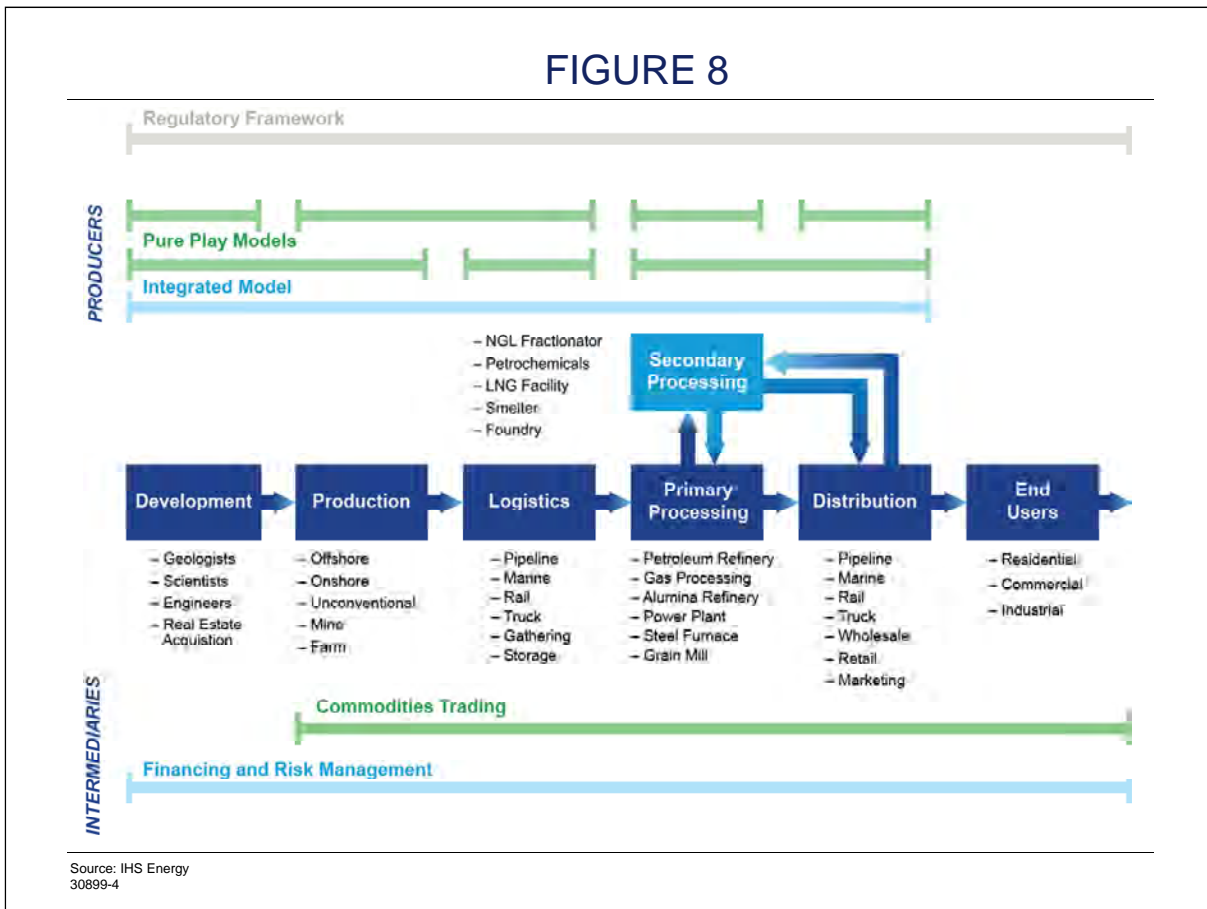 FIGURE 8
Regulatory Framework
PRODUCERS
Pure Play Models
Integrated Model
– NGL Fractionator
– Petrochemicals
– LNG Facility
– Smelter
– Foundry
Secondary
Processing
Development
Production
Logistics
Primary
Processing
Distribution
End
Users
– Geologists
– Scientists
– Engineers
– Real Estate
Acquistion
– Offshore
– Onshore
– Unconventional
– Mine
– Farm
– Pipeline
– Marine
– Rail
– Truck
– Gathering
– Storage
– Petroleum Refinery
– Gas Processing
– Alumina Refinery
– Power Plant
– Steel Furnace
– Grain Mill
– Pipeline
– Marine
– Rail
– Truck
– Wholesale
– Retail
– Marketing
– Residential
– Commercial
– Industrial
INTERMEDIARIES
Commodities Trading
Financing and Risk Management
Source: IHS Energy
30899-4